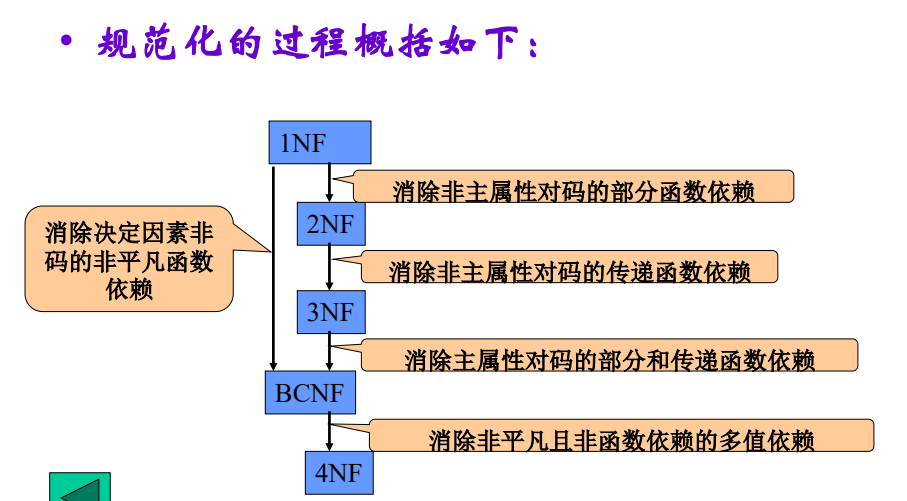 • 规范化的过程概括如下：
1NF
消除非主属性对码的部分函数依赖
消除决定因素非
码的非平凡函数
依赖
2NF
消除非主属性对码的传递函数依赖
3NF
消除主属性对码的部分和传递函数依赖
BCNF
消除非平凡且非函数依赖的多值依赖
4NF